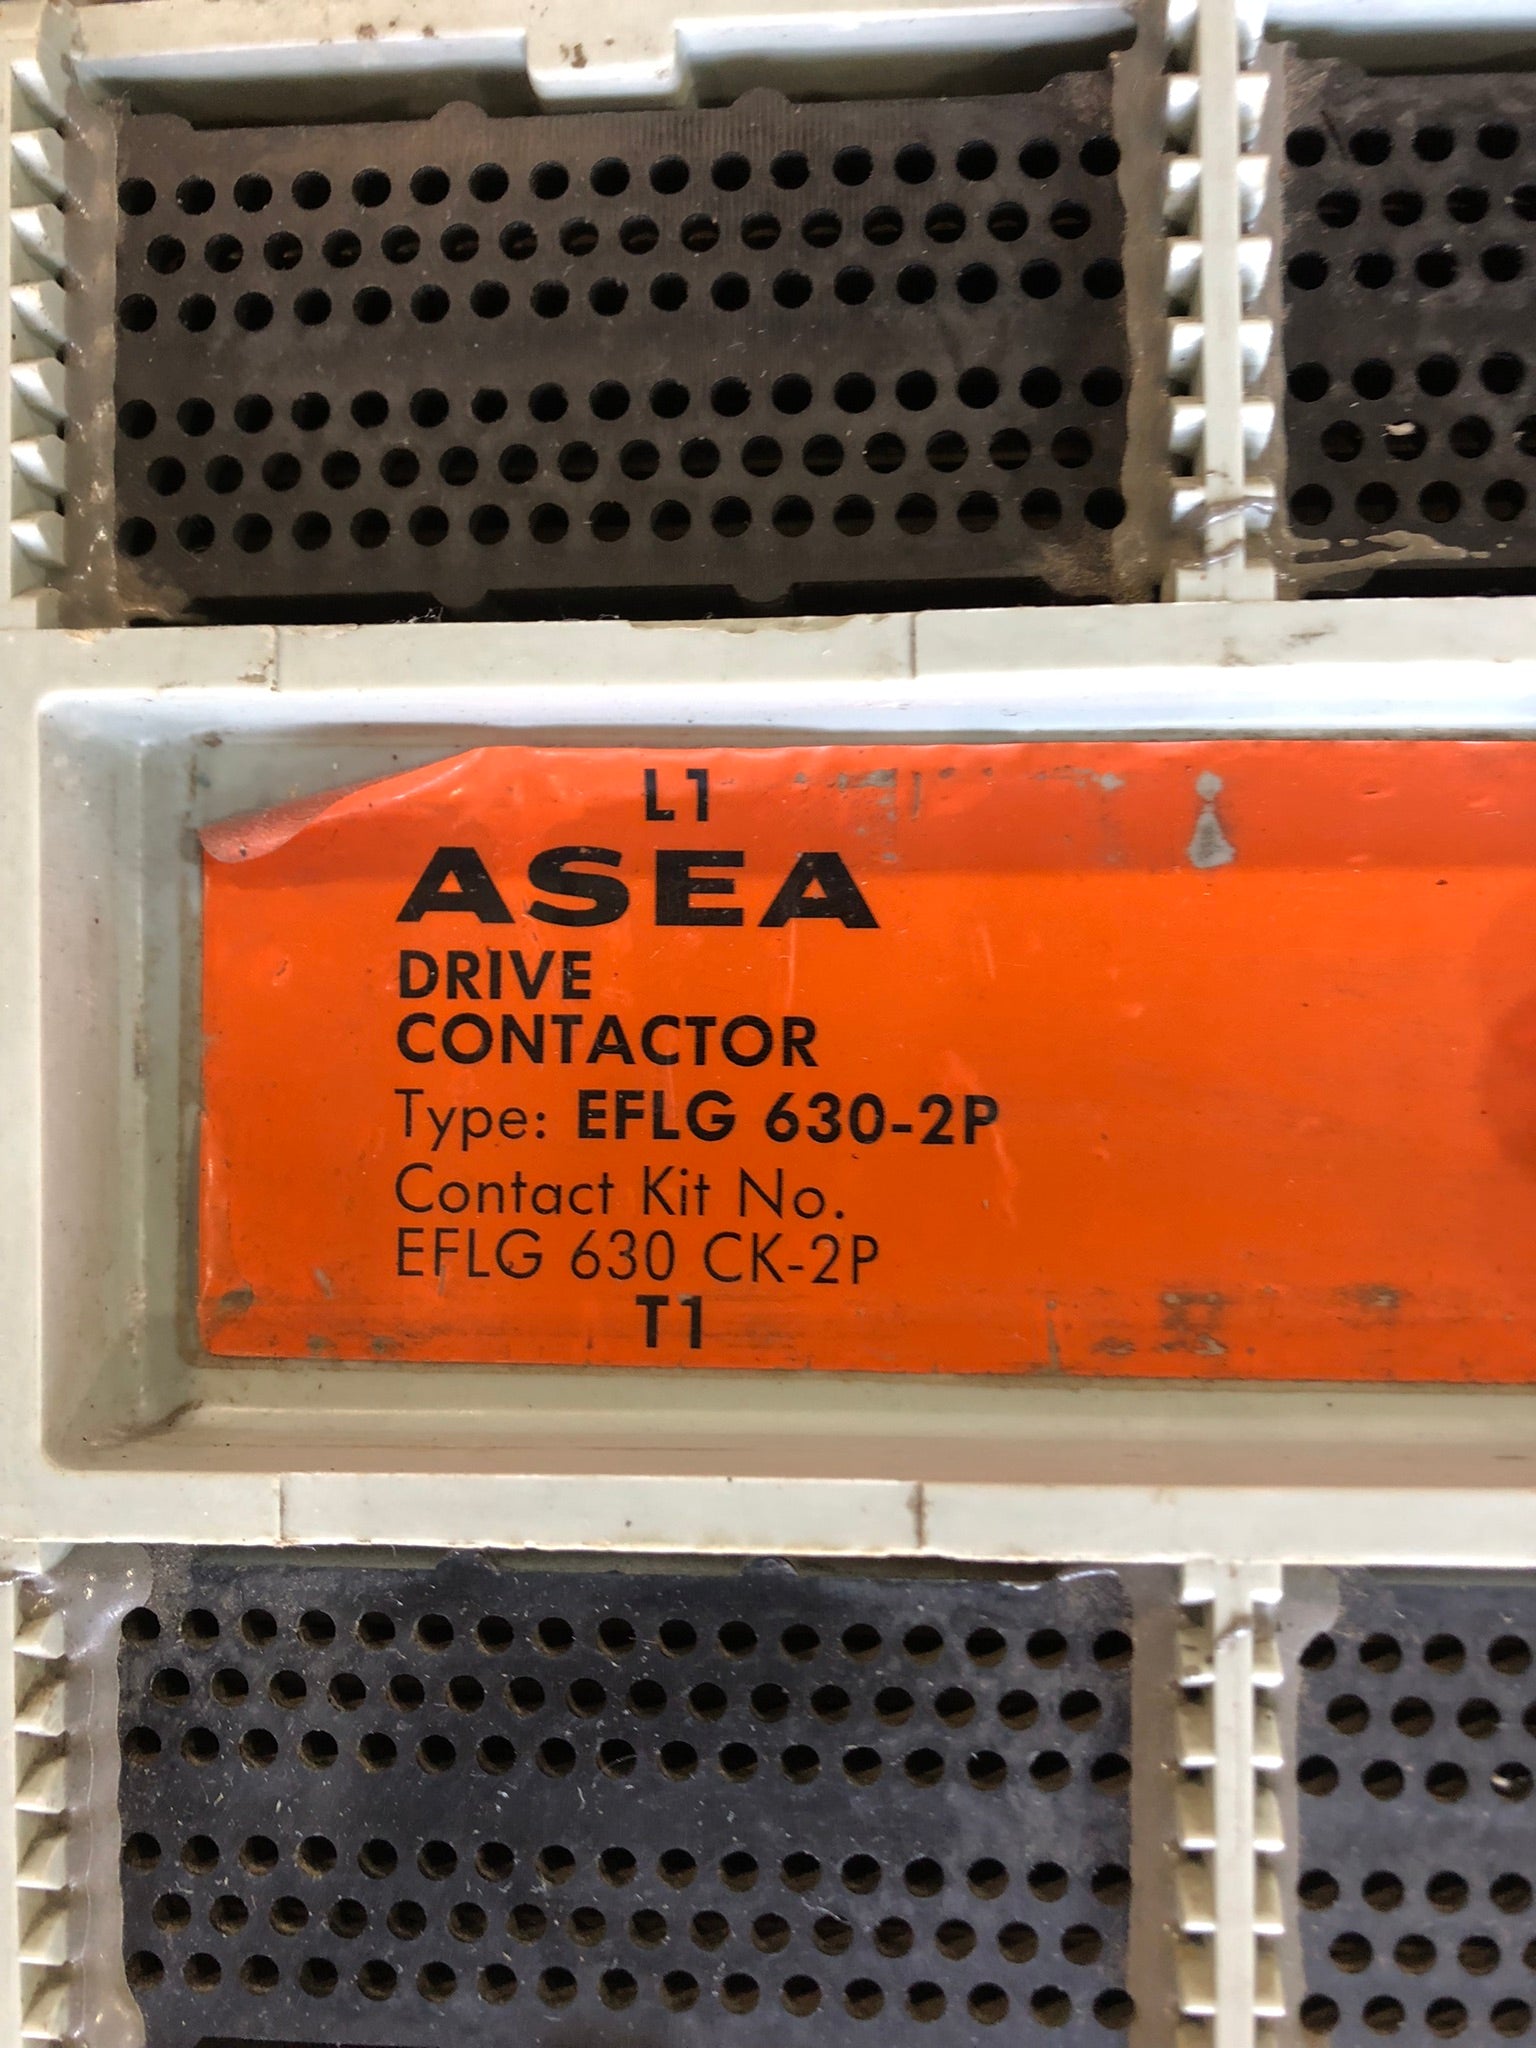 L1
ASEA
DRIVE
CONTACTOR
Type: EFLG 630-2P
Contact Kit No.
EFLG 630 CK-2P
T1